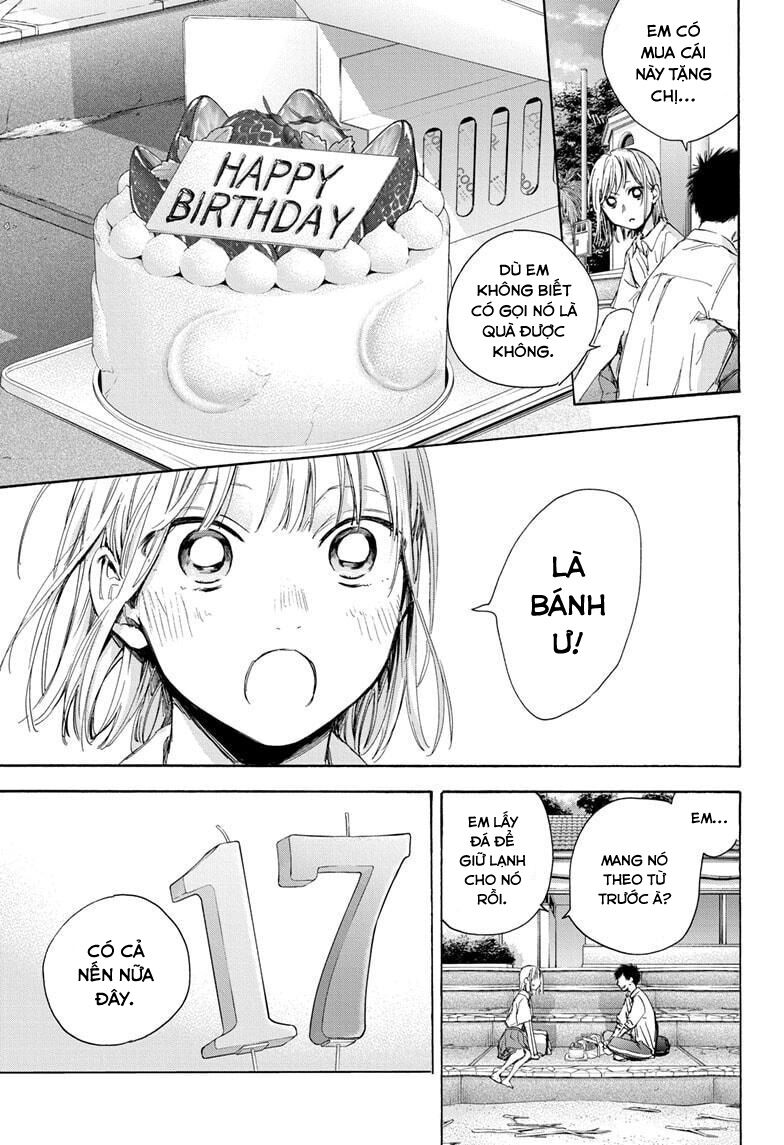 EM CÓ
MUA CÁI
NÀY TẶNG
CHỊ...
DÙ EM
KHÔNG BIẾT
CÓ GỌI NÓ LÀ
QUÀ ĐƯỢC
KHÔNG.
HAPPY
BIRTHDAY
LÀ
BÁNH
Ư!
EM...
MANG NÓ
THEO TỪ
TRƯỚC À?
EM LẤY
ĐÁ ĐỂ
GIỮ LẠNH
CHO NÓ
RỒI.
17
CÓ CẢ
NẾN NỮA
ĐÂY.